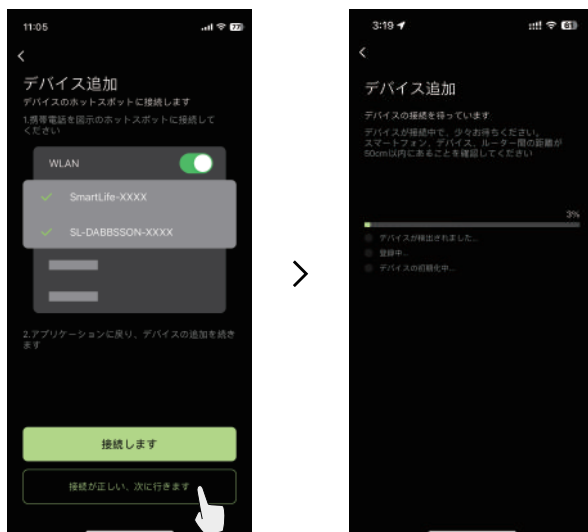 11:05
77
デバイス追加
デバイスのホットスポットに接続します
1.携帯電話を図示のホットスポットに接続して
ください
WLAN
SmartLife-XXXX
SL-DABBSSON-XXXX
2.アプリケーションに戻り、デバイスの追加を続き
ます
接続します
接続が正しい、次に行きます
3:19
61
デバイス追加
デバイスの接続を待っています
デバイスが接続中で、少々お待ちください。
スマートフォン、デバイス、ルーター間の距離が
50cm以内にあることを確認してください
3%
デバイスが検出されました...
登録中...
デバイスの初期化中...